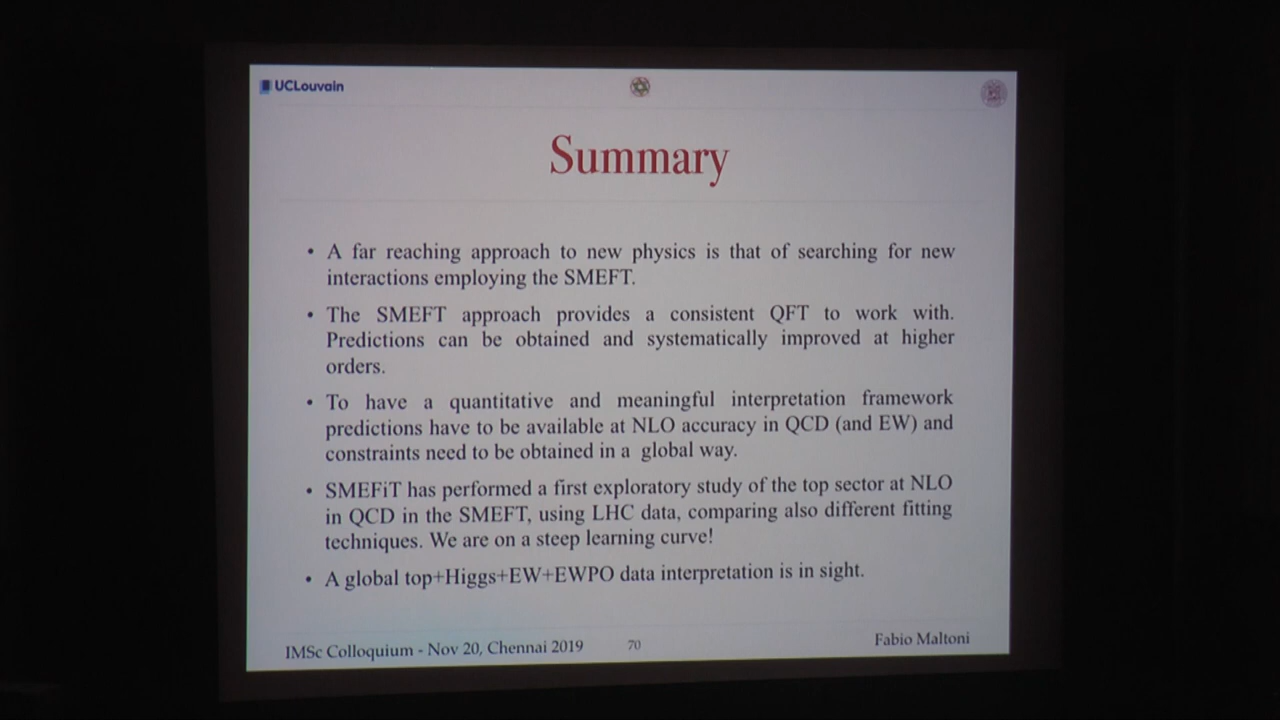 UCLouvain
Summary
• A far reaching approach to new physics is that of searching for new
interactions employing the SMEFT.
• The SMEFT approach provides a consistent QFT to work with.
Predictions can be obtained and systematically improved at higher
orders.
• To have a quantitative and meaningful interpretation framework
predictions have to be available at NLO accuracy in QCD (and EW) and
constraints need to be obtained in a global way.
• SMEFiT has performed a first exploratory study of the top sector at NLO
in QCD in the SMEFT, using LHC data, comparing also different fitting
techniques. We are on a steep learning curve!
• A global top+Higgs+EW+EWPO data interpretation is in sight.
IMSc Colloquium - Nov 20, Chennai 2019 70 Fabio Maltoni